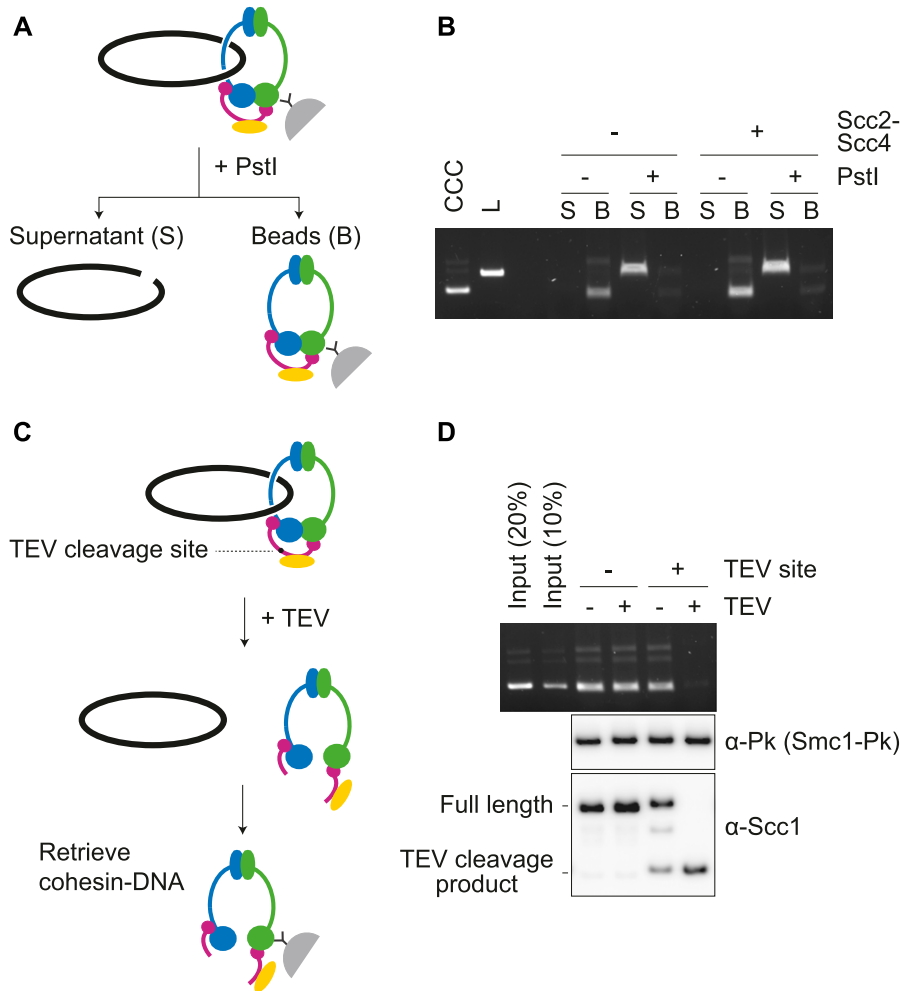 A
+ PstI
Supernatant (S)
Beads (B)
B
Scc2-
Scc4
- +
PstI
- + - +
CCC
L
S B S B S B S B
C
TEV cleavage site
+ TEV
Retrieve
cohesin-DNA
D
Input (20%)
Input (10%)
- + TEV site
- + - + TEV
α-Pk (Smc1-Pk)
Full length
α-Scc1
TEV cleavage
product